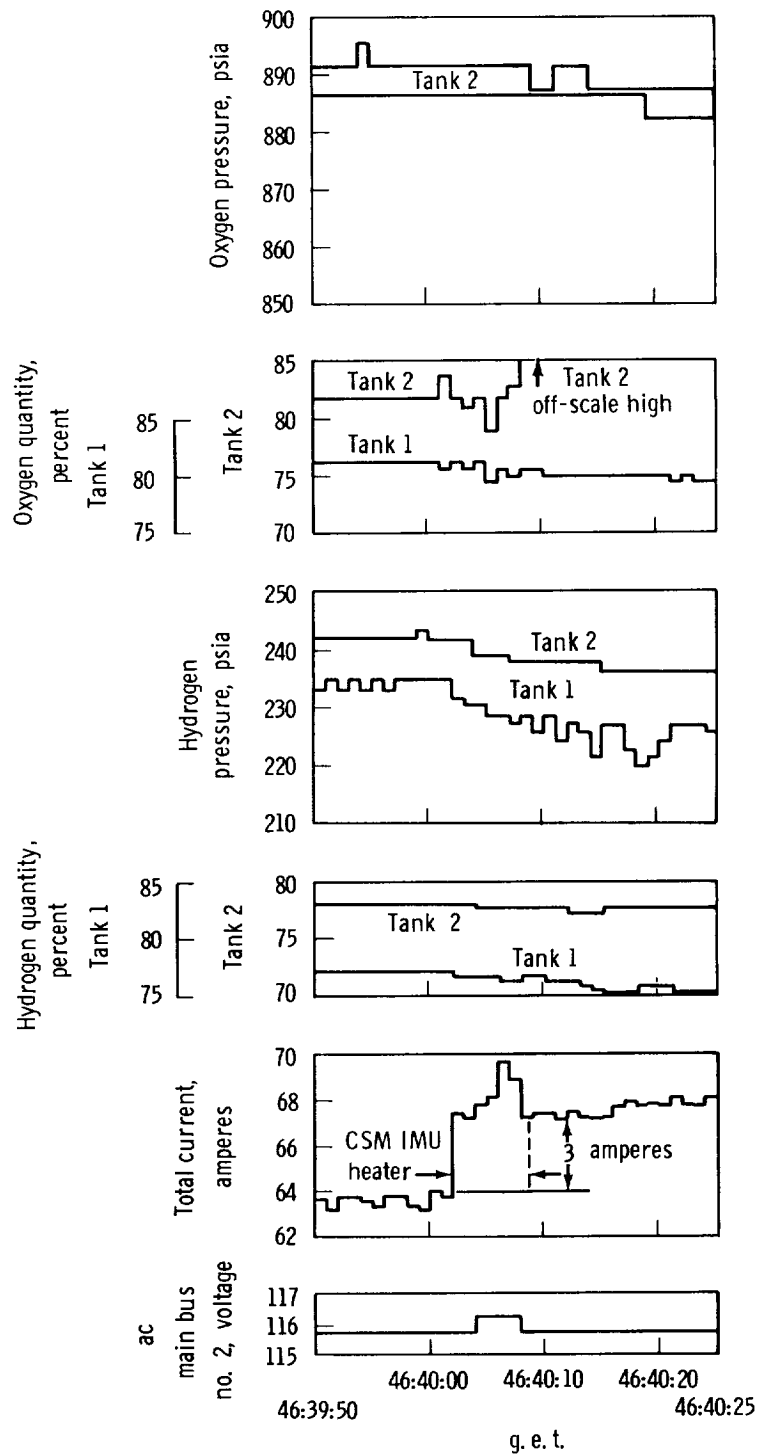 Oxygen pressure, psia
900
890
880
870
860
850
Tank 2
Oxygen quantity,
percent
Tank 1
85
80
75
Tank 2
85
80
75
70
Tank 2
Tank 2
off-scale high
Tank 1
Hydrogen
pressure, psia
250
240
230
220
210
Tank 2
Tank 1
Hydrogen quantity,
percent
Tank 1
85
80
75
Tank 2
80
75
70
Tank 2
Tank 1
Total current,
amperes
70
68
66
64
62
CSM IMU
heater
3 amperes
ac
main bus
no. 2, voltage
117
116
115
46:40:00
46:40:10
46:40:20
46:39:50
46:40:25
g. e. t.